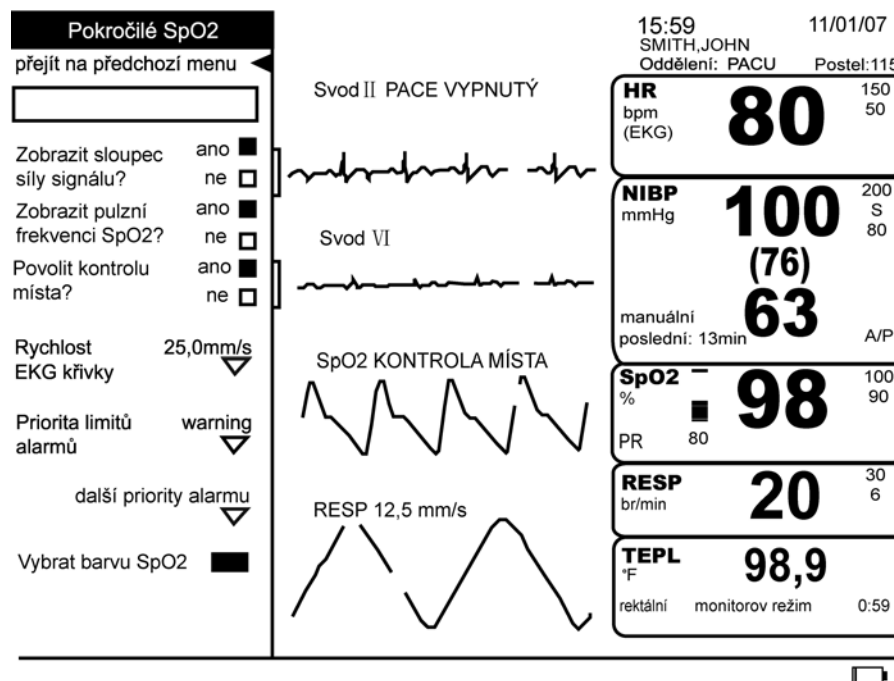 Pokročilé SpO2
přejít na předchozí menu
Zobrazit sloupec síly signálu?
ano
ne
Zobrazit pulzní frekvenci SpO2?
ano
ne
Povolit kontrolu místa?
ano
ne
Rychlost EKG křivky
25,0mm/s
Priorita limitů alarmů
warning
další priority alarmu
Vybrat barvu SpO2
Svod II PACE VYPNUTÝ
Svod VI
SpO2 KONTROLA MÍSTA
RESP 12,5 mm/s
15:59 11/01/07
SMITH,JOHN
Oddělení: PACU Postel:115
HR
bpm
(EKG)
80
150
50
NIBP
mmHg
100
(76)
63
200
S
80
manuální
poslední: 13min
A/P
SpO2
%
98
100
90
PR 80
RESP
br/min
20
30
6
TEPL
°F
98,9
rektální monitorov režim 0:59